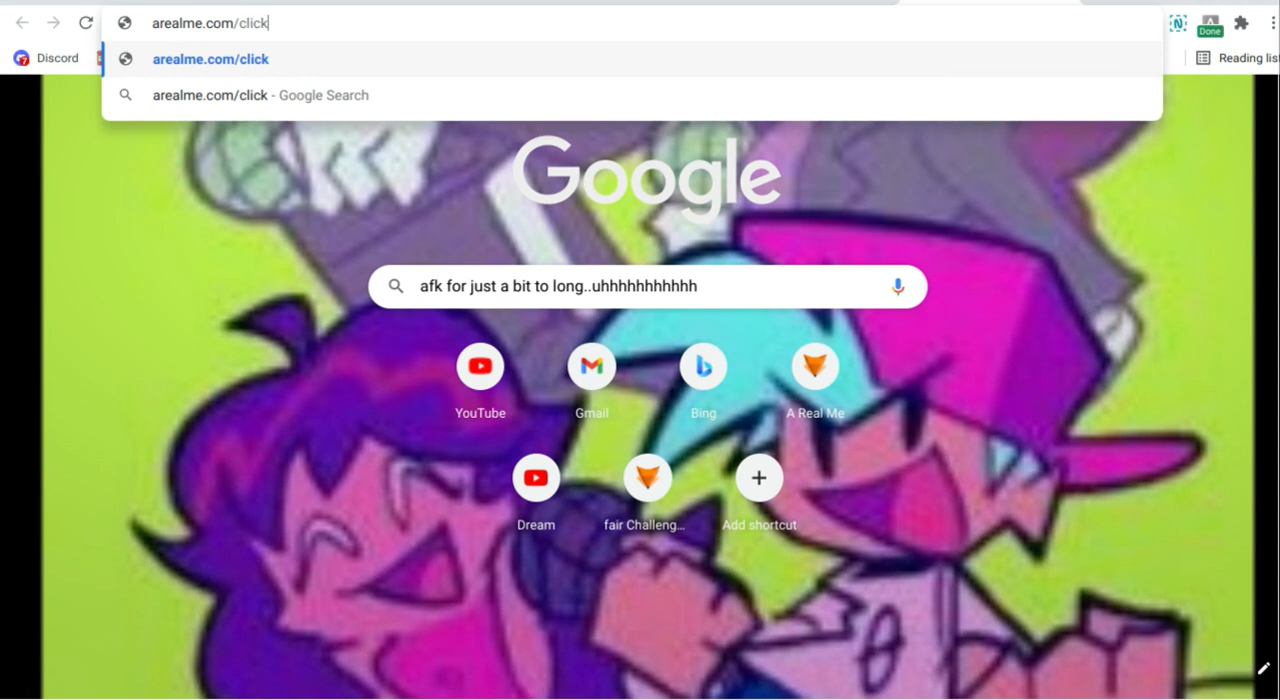 arealme.com/click
Done
Discord
arealme.com/click
Reading list
arealme.com/click - Google Search
Google
afk for just a bit to long..uhhhhhhhhhhh
YouTube
Gmail
Bing
A Real Me
Dream
fair Challeng...
Add shortcut